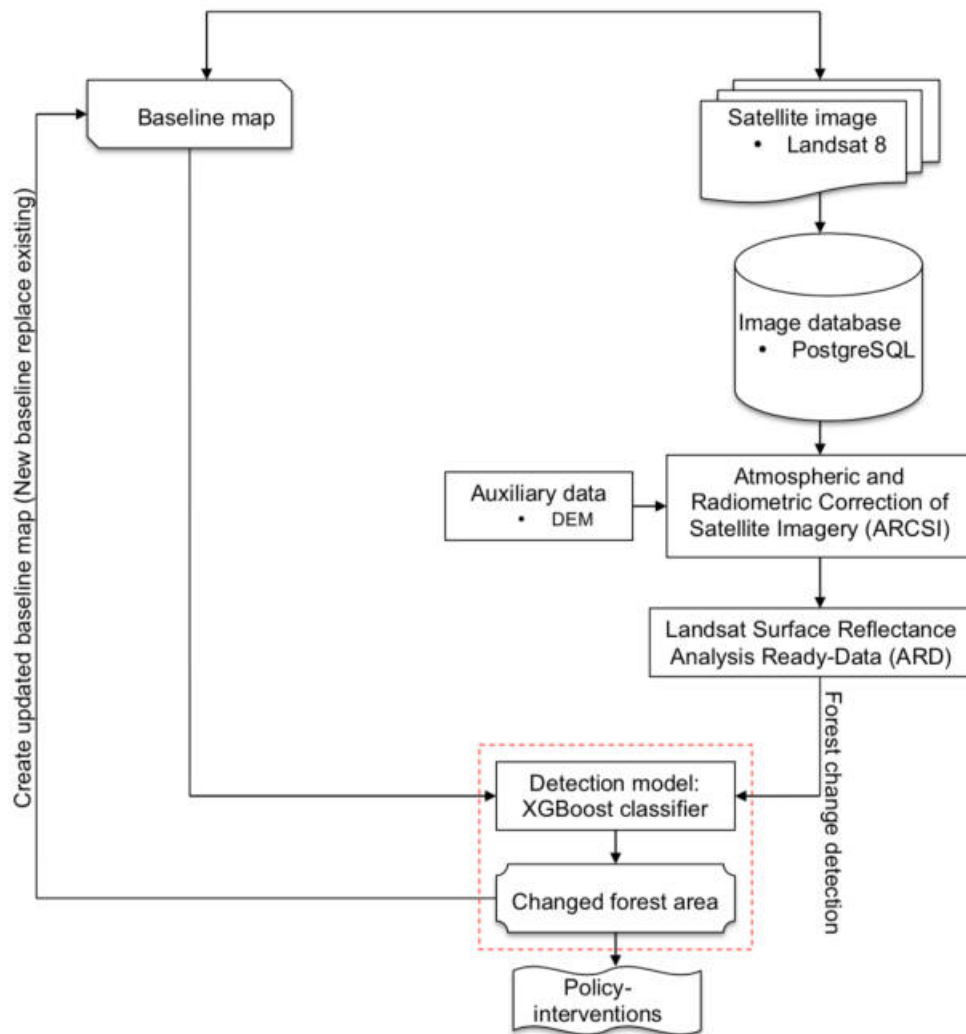 Baseline map
Satellite image
• Landsat 8
Image database
• PostgreSQL
Auxiliary data
• DEM
Atmospheric and
Radiometric Correction of
Satellite Imagery (ARCSI)
Landsat Surface Reflectance
Analysis Ready-Data (ARD)
Forest change detection
Create updated baseline map (New baseline replace existing)
Detection model:
XGBoost classifier
Changed forest area
Policy-
interventions